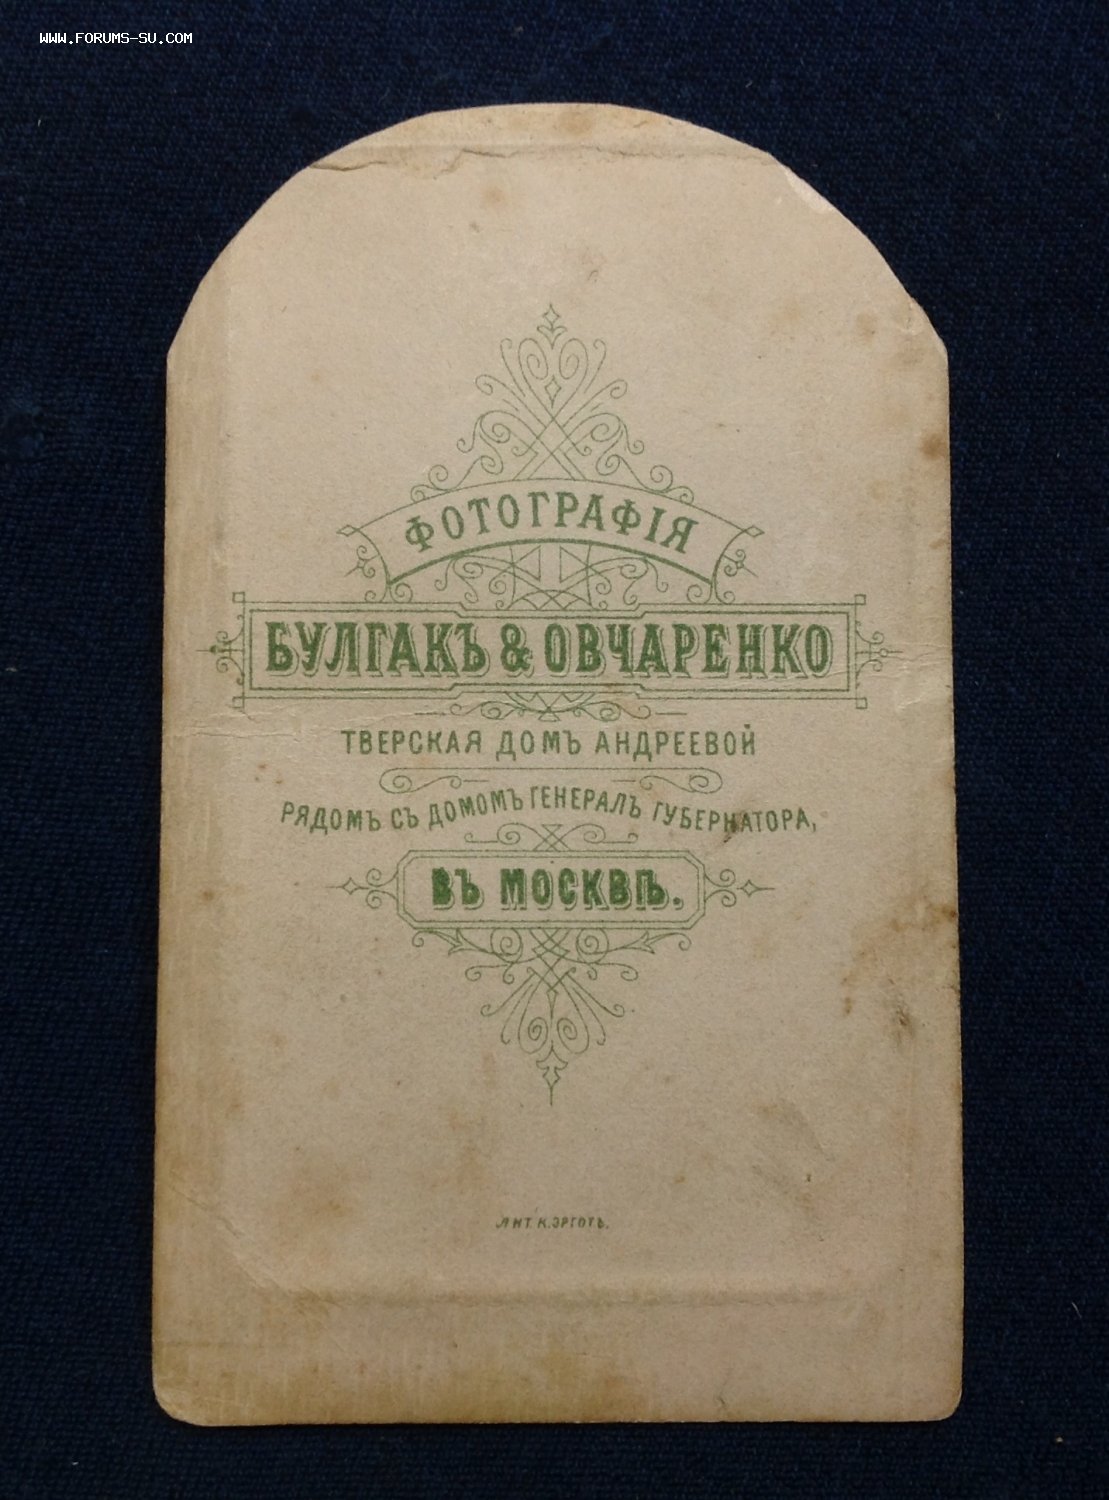 WWW.FORUMS-SU.COM
ФОТОГРАФІЯ
БУЛГАКЪ & ОВЧАРЕНКО
ТВЕРСКАЯ ДОМЪ АНДРЕЕВОЙ
РЯДОМЪ СЪ ДОМОМЪ ГЕНЕРАЛЪ ГУБЕРНАТОРА,
ВЪ МОСКВѢ.
ЛИТ. К. ЭРГОТЪ.